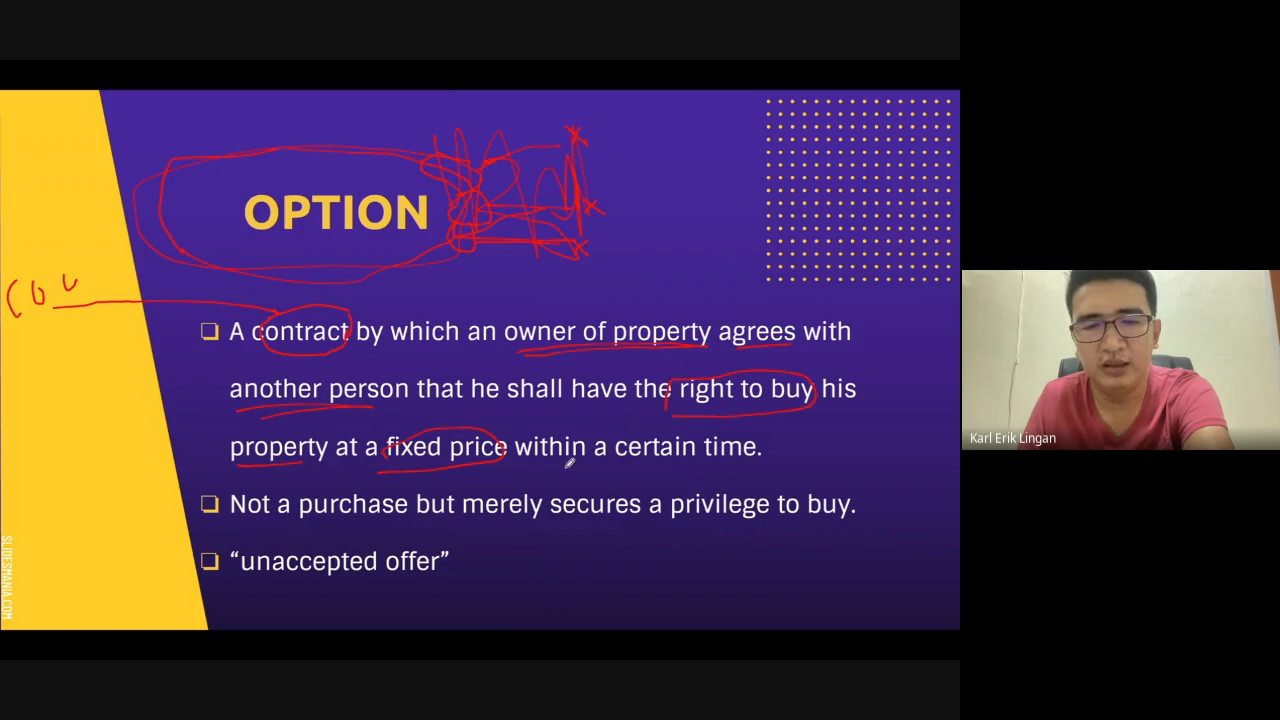 OPTION
❏ A contract by which an owner of property agrees with
another person that he shall have the right to buy his
property at a fixed price within a certain time.
❏ Not a purchase but merely secures a privilege to buy.
❏ “unaccepted offer”
SLIDESMANIA.COM
Karl Erik Lingan